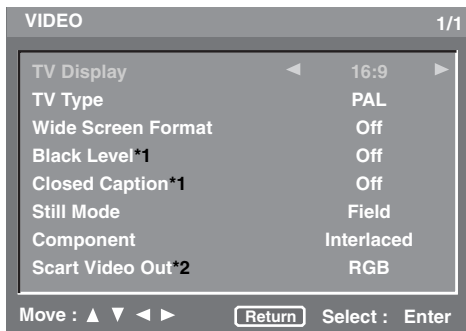 VIDEO 1/1
TV Display ◄ 16:9 ►
TV Type PAL
Wide Screen Format Off
Black Level*1 Off
Closed Caption*1 Off
Still Mode Field
Component Interlaced
Scart Video Out*2 RGB
Move : ▲ ▼ ◄ ► Return Select : Enter